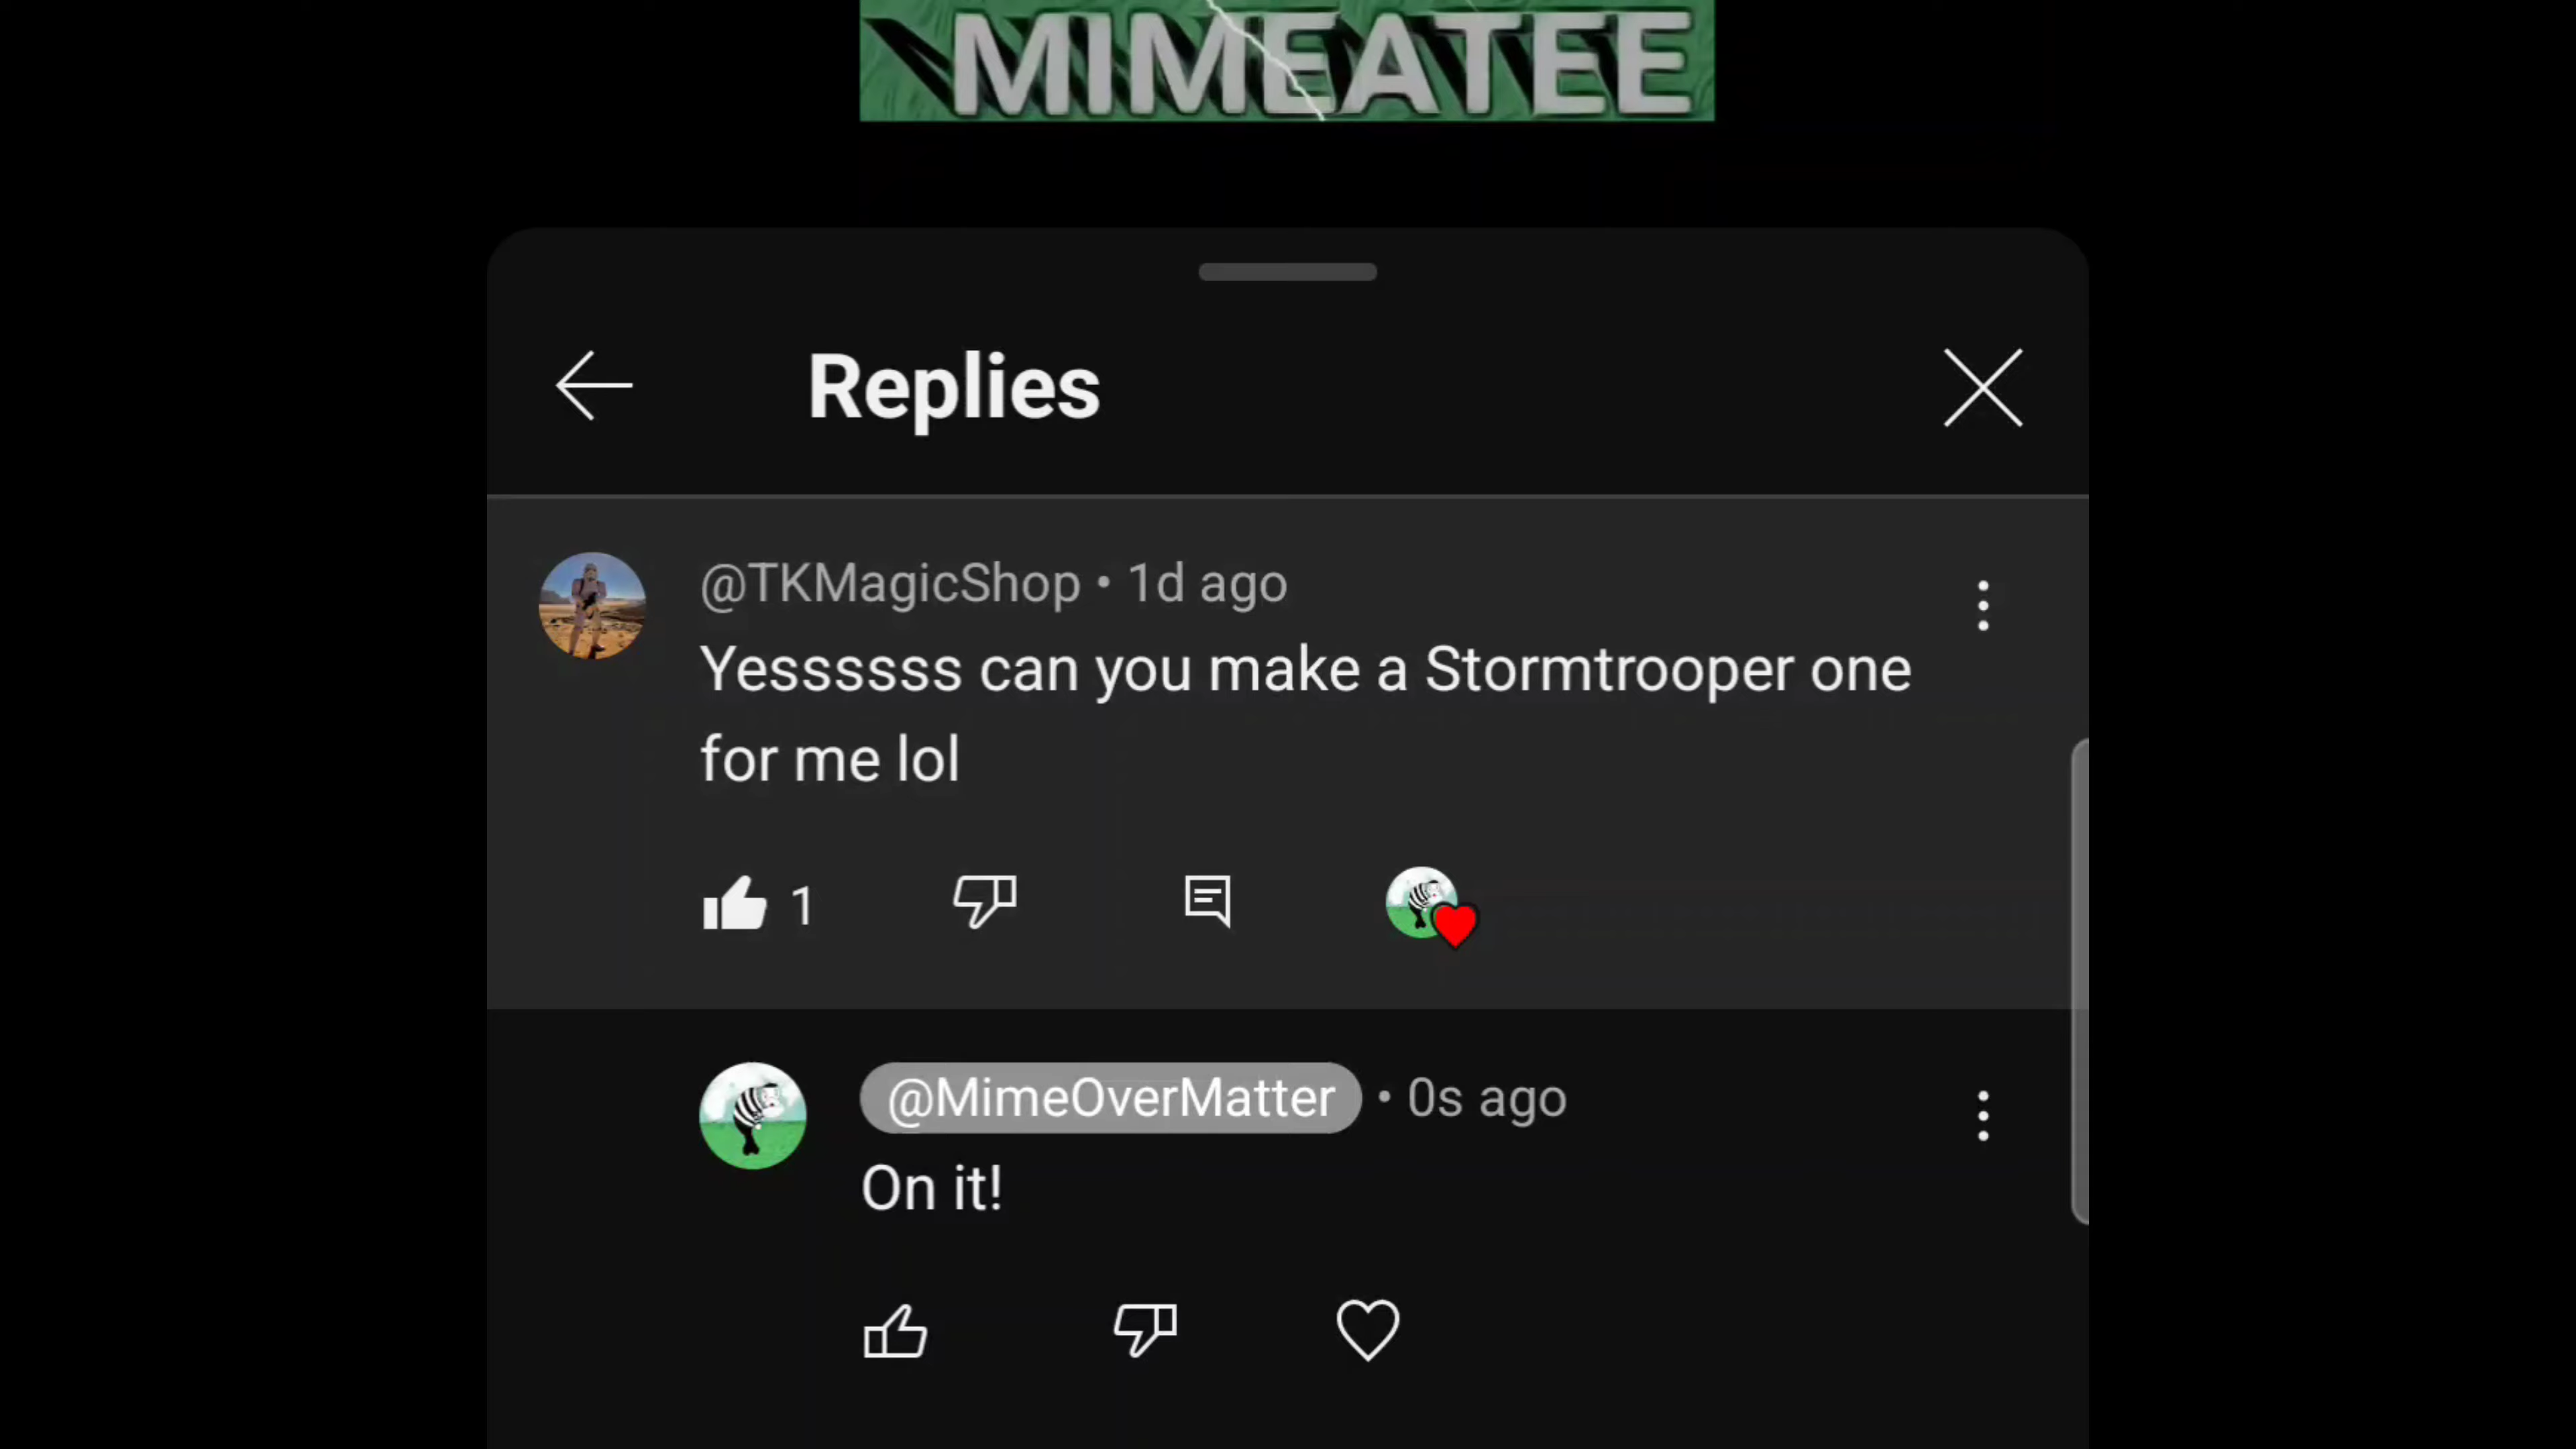 MIMEATEE
Replies
@TKMagicShop • 1d ago
Yessssss can you make a Stormtrooper one
for me lol
1
@MimeOverMatter • 0s ago
On it!